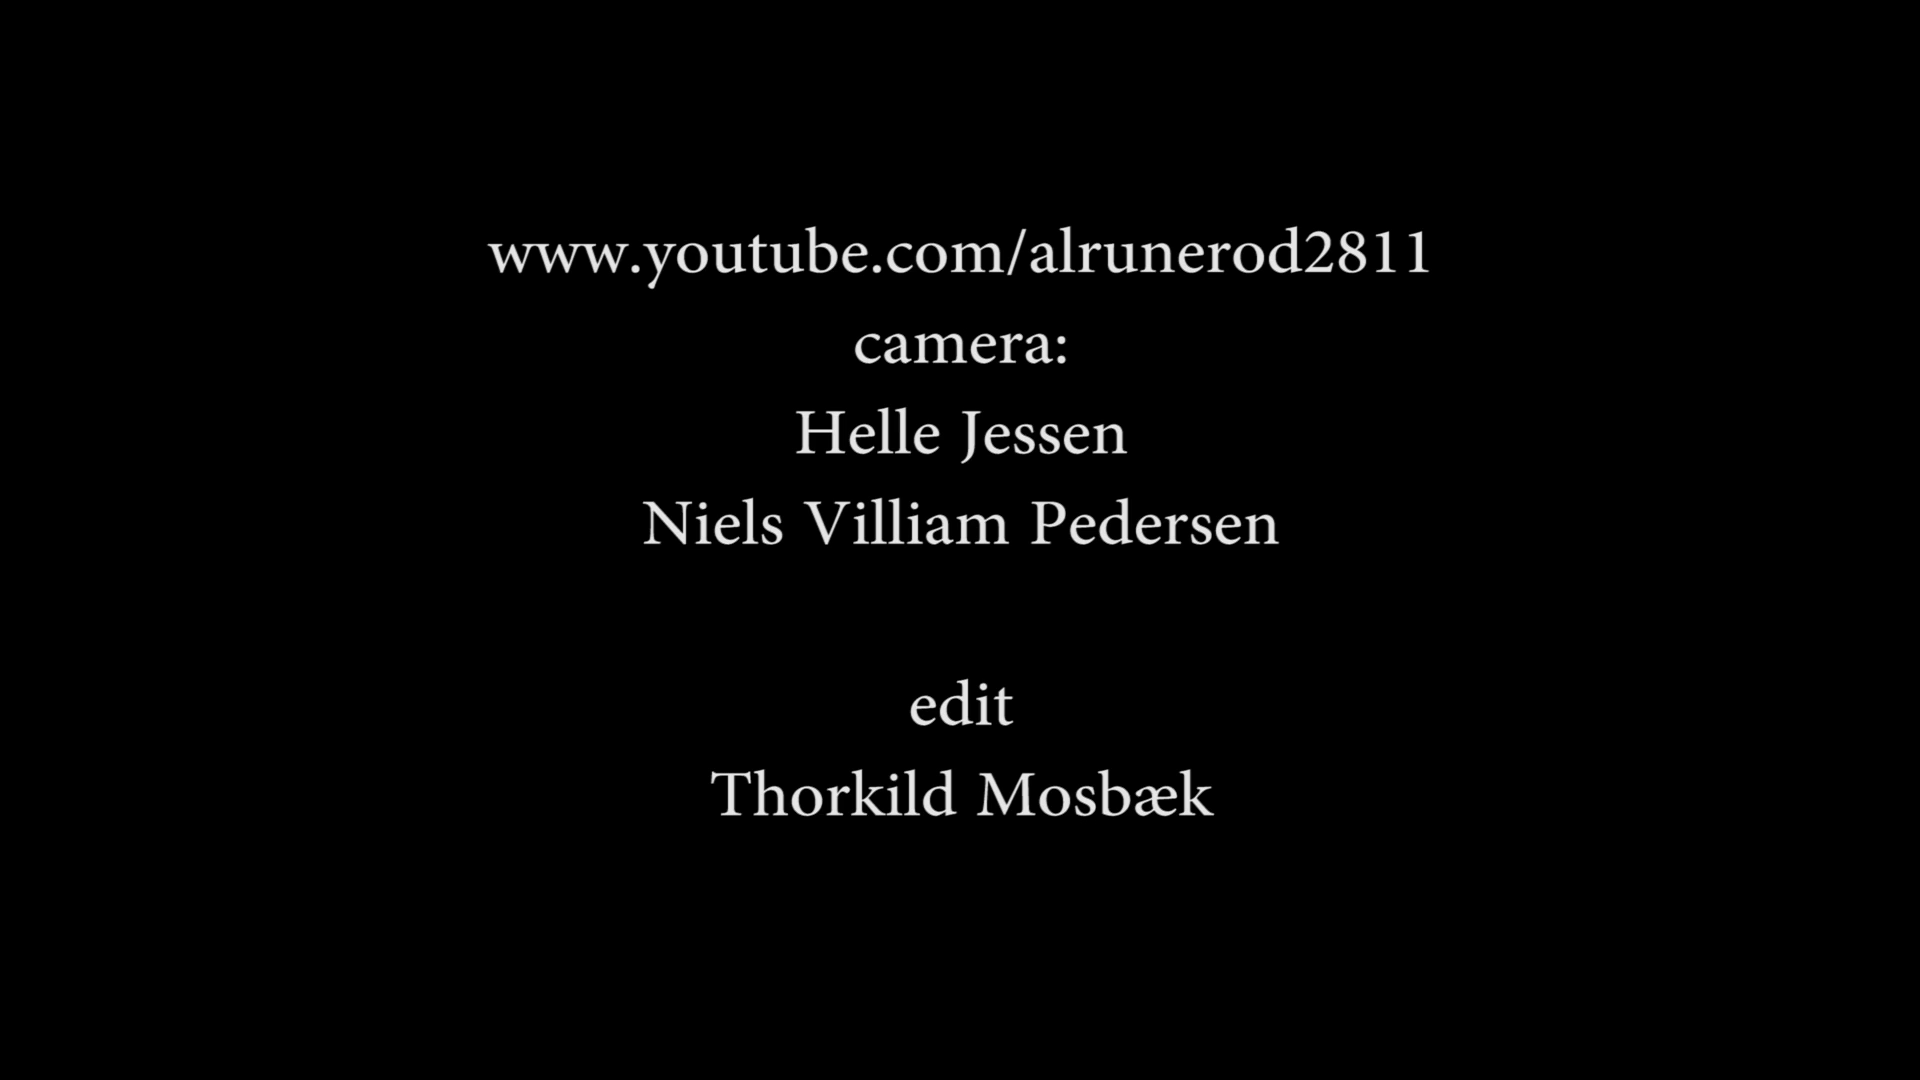 www.youtube.com/alrunerod2811
camera:
Helle Jessen
Niels Villiam Pedersen
edit
Thorkild Mosbæk